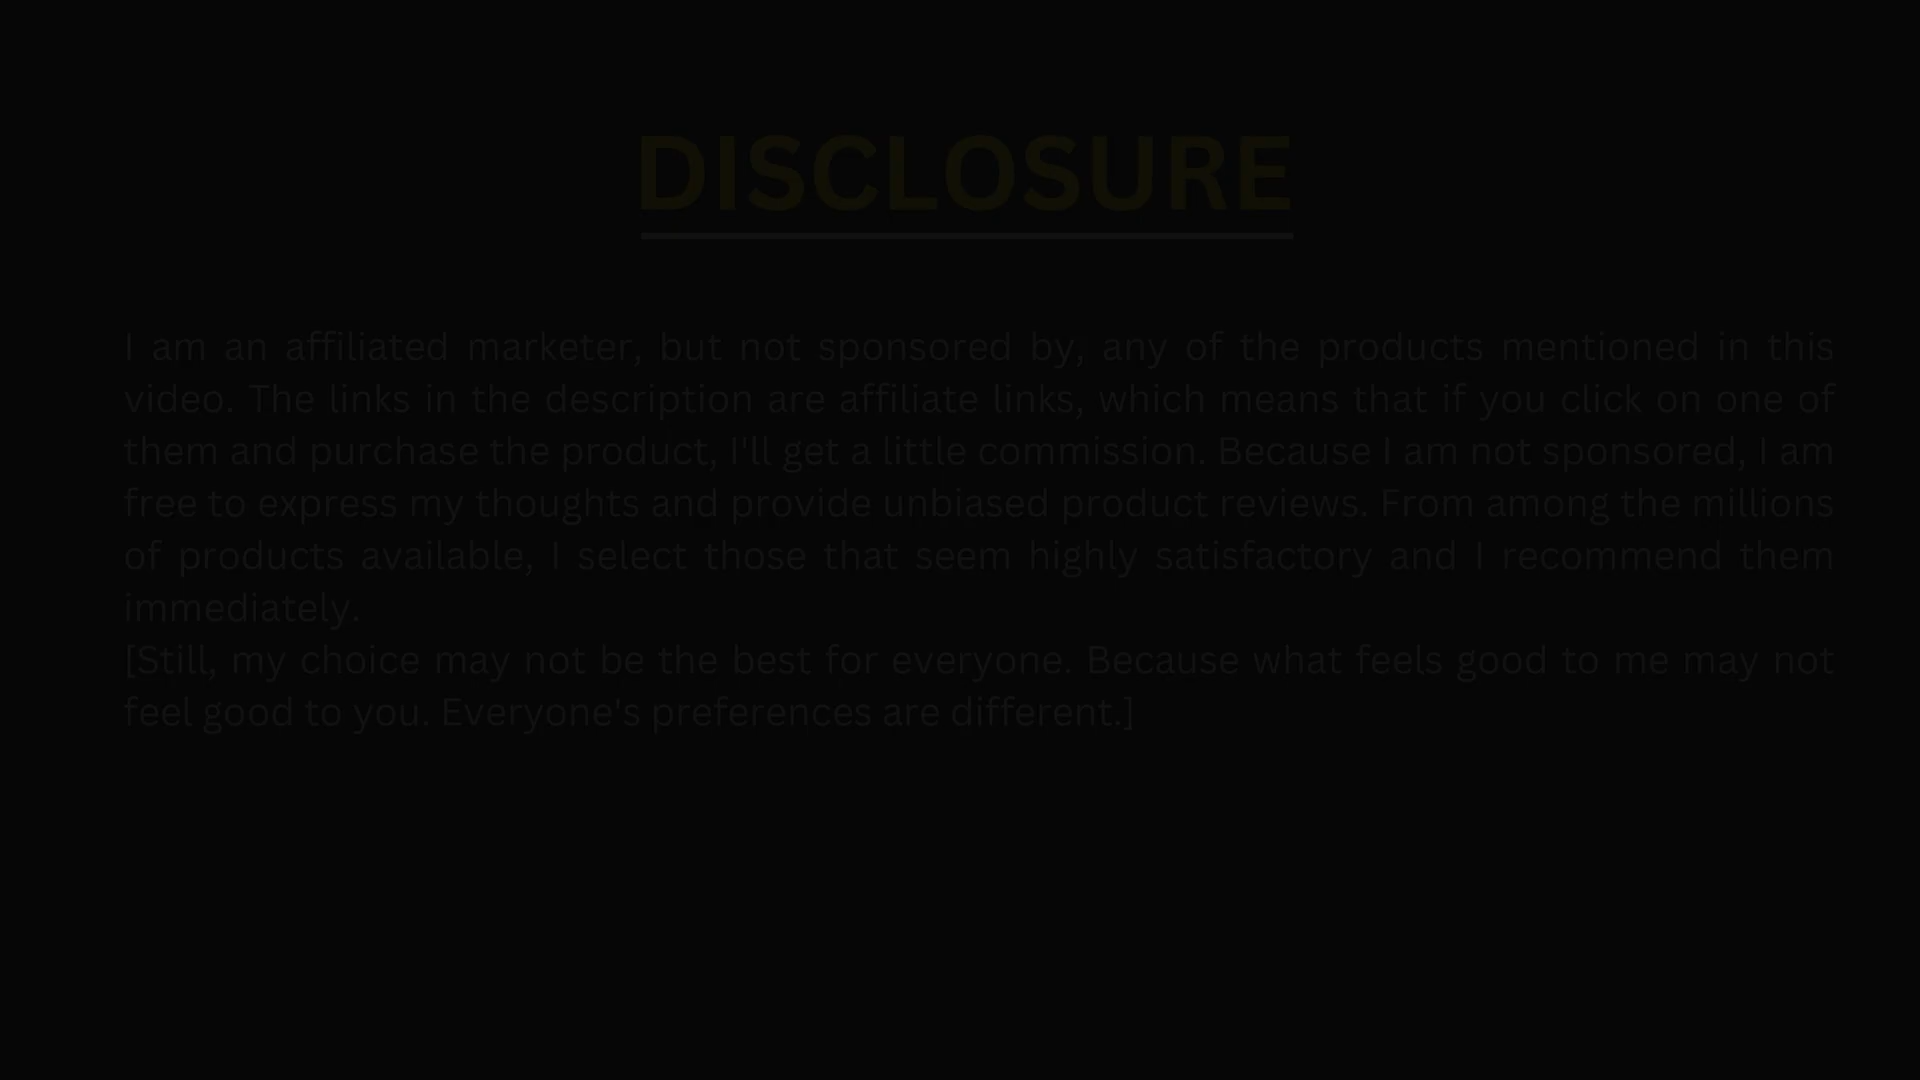 DISCLOSURE
I am an affiliated marketer, but not sponsored by, any of the products mentioned in this
video. The links in the description are affiliate links, which means that if you click on one of
them and purchase the product, I'll get a little commission. Because I am not sponsored, I am
free to express my thoughts and provide unbiased product reviews. From among the millions
of products available, I select those that seem highly satisfactory and I recommend them
immediately.
[Still, my choice may not be the best for everyone. Because what feels good to me may not
feel good to you. Everyone's preferences are different.]